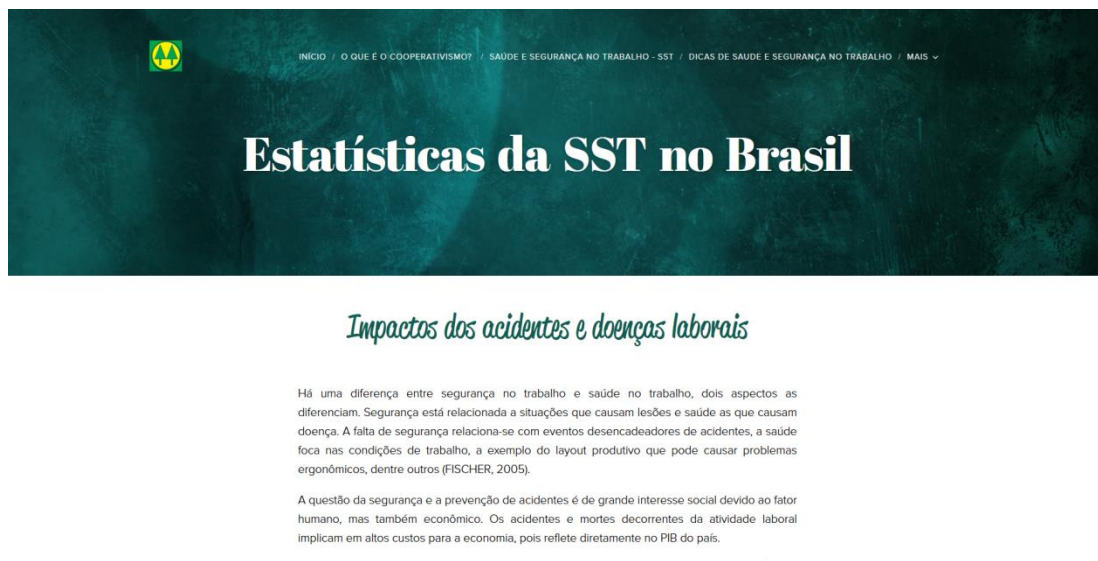 INÍCIO / O QUE É O COOPERATIVISMO? / SAÚDE E SEGURANÇA NO TRABALHO - SST / DICAS DE SAUDE E SEGURANÇA NO TRABALHO / MAIS
Estatísticas da SST no Brasil
Impactos dos acidentes e doenças laborais
Há uma diferença entre segurança no trabalho e saúde no trabalho, dois aspectos as
diferenciam. Segurança está relacionada a situações que causam lesões e saúde as que causam
doença. A falta de segurança relaciona-se com eventos desencadeadores de acidentes, a saúde
foca nas condições de trabalho, a exemplo do layout produtivo que pode causar problemas
ergonômicos, dentre outros (FISCHER, 2005).
A questão da segurança e a prevenção de acidentes é de grande interesse social devido ao fator
humano, mas também econômico. Os acidentes e mortes decorrentes da atividade laboral
implicam em altos custos para a economia, pois reflete diretamente no PIB do país.